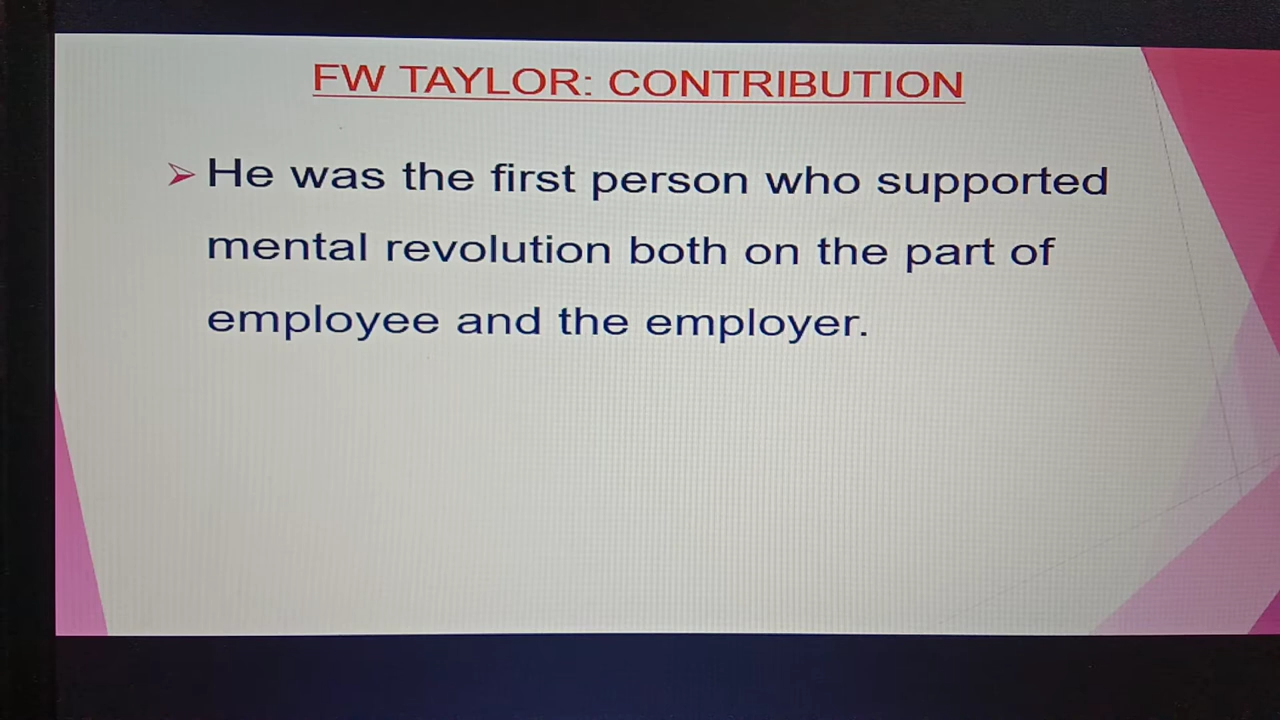 FW TAYLOR: CONTRIBUTION
He was the first person who supported
mental revolution both on the part of
employee and the employer.